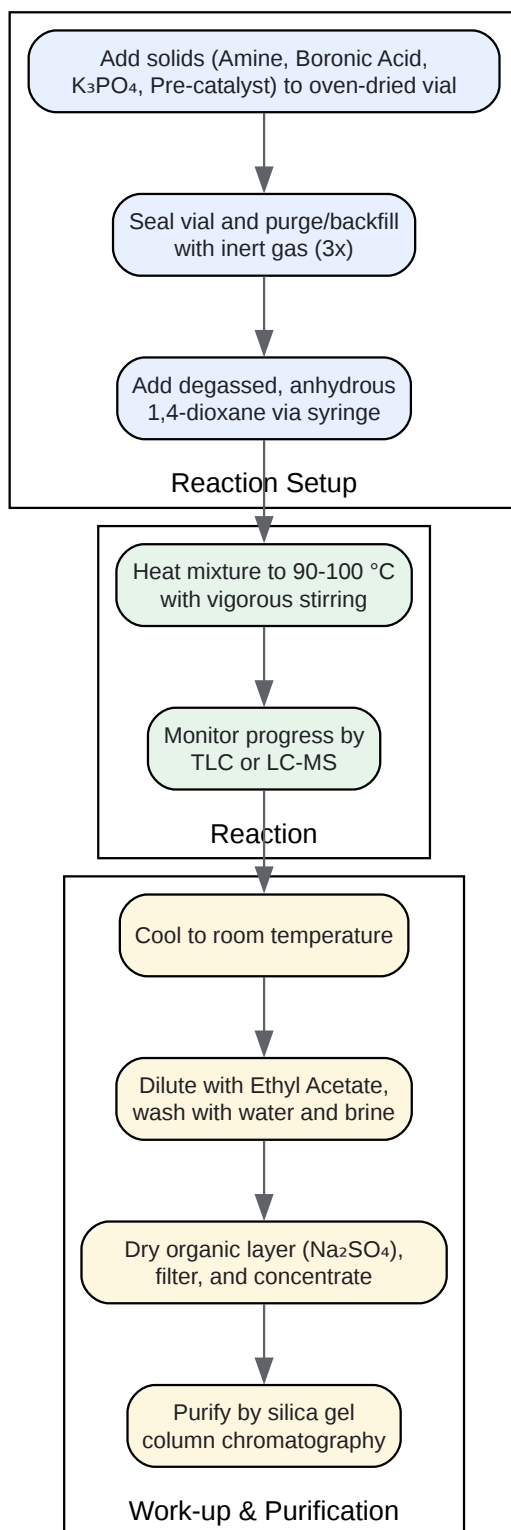 Add solids (Amine, Boronic Acid,
K₃PO₄, Pre-catalyst) to oven-dried vial
Seal vial and purge/backfill
with inert gas (3x)
Add degassed, anhydrous
1,4-dioxane via syringe
Reaction Setup
Heat mixture to 90-100 °C
with vigorous stirring
Monitor progress by
TLC or LC-MS
Reaction
Cool to room temperature
Dilute with Ethyl Acetate,
wash with water and brine
Dry organic layer (Na₂SO₄),
filter, and concentrate
Purify by silica gel
column chromatography
Work-up & Purification